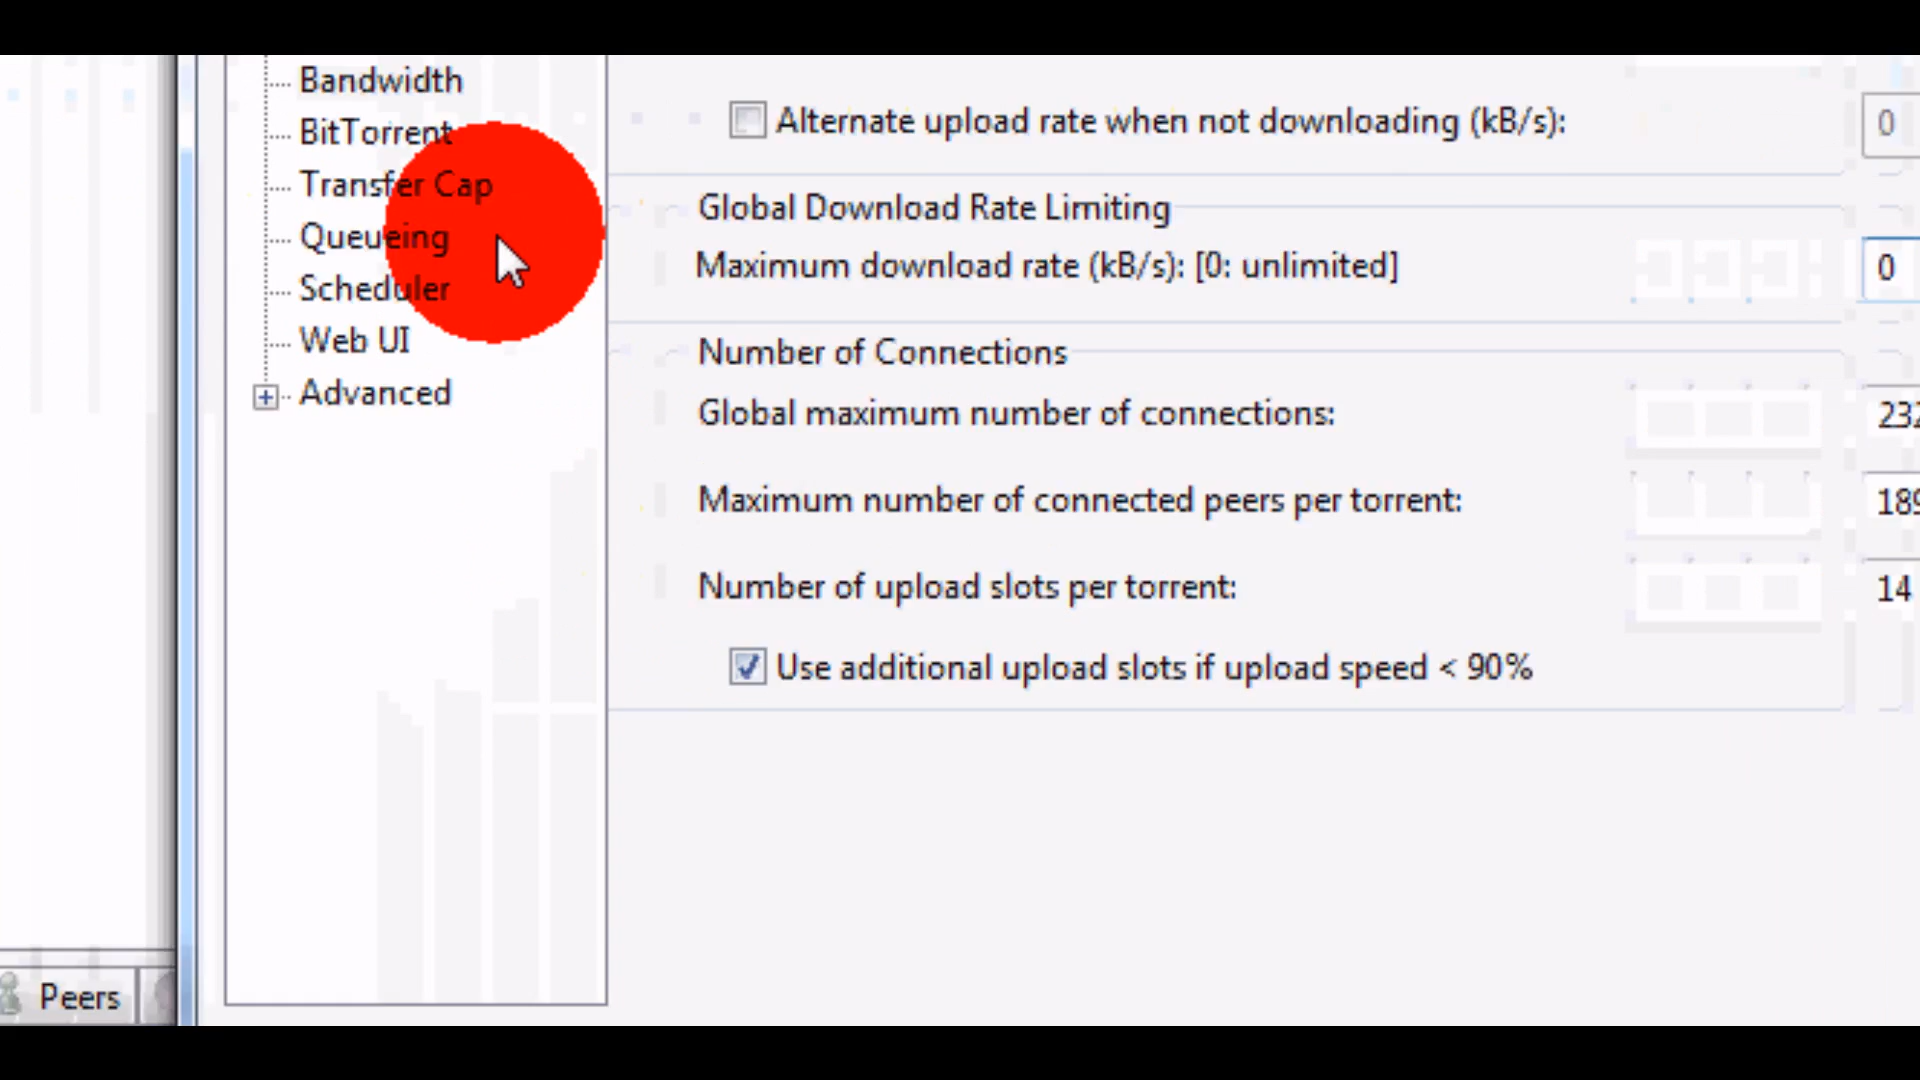 Bandwidth
BitTorrent
Transfer Cap
Queueing
Scheduler
Web UI
Advanced
Alternate upload rate when not downloading (kB/s):
0
Global Download Rate Limiting
Maximum download rate (kB/s): [0: unlimited]
0
Number of Connections
Global maximum number of connections:
232
Maximum number of connected peers per torrent:
189
Number of upload slots per torrent:
14
Use additional upload slots if upload speed < 90%
Peers